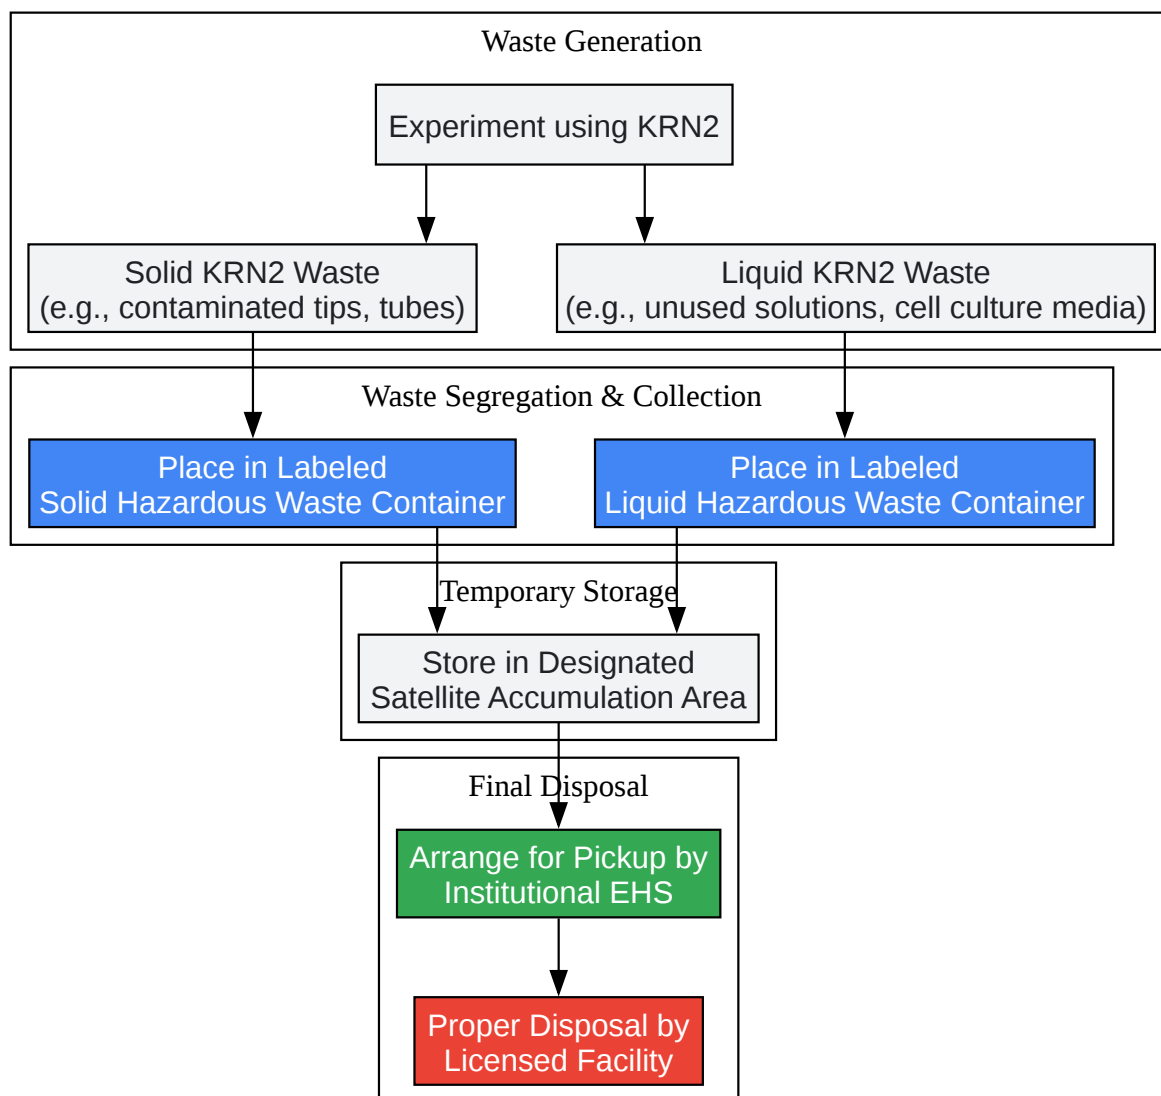 Waste Generation
Experiment using KRN2
Solid KRN2 Waste
(e.g., contaminated tips, tubes)
Liquid KRN2 Waste
(e.g., unused solutions, cell culture media)
Waste Segregation & Collection
Place in Labeled
Solid Hazardous Waste Container
Place in Labeled
Liquid Hazardous Waste Container
Temporary Storage
Store in Designated
Satellite Accumulation Area
Final Disposal
Arrange for Pickup by
Institutional EHS
Proper Disposal by
Licensed Facility